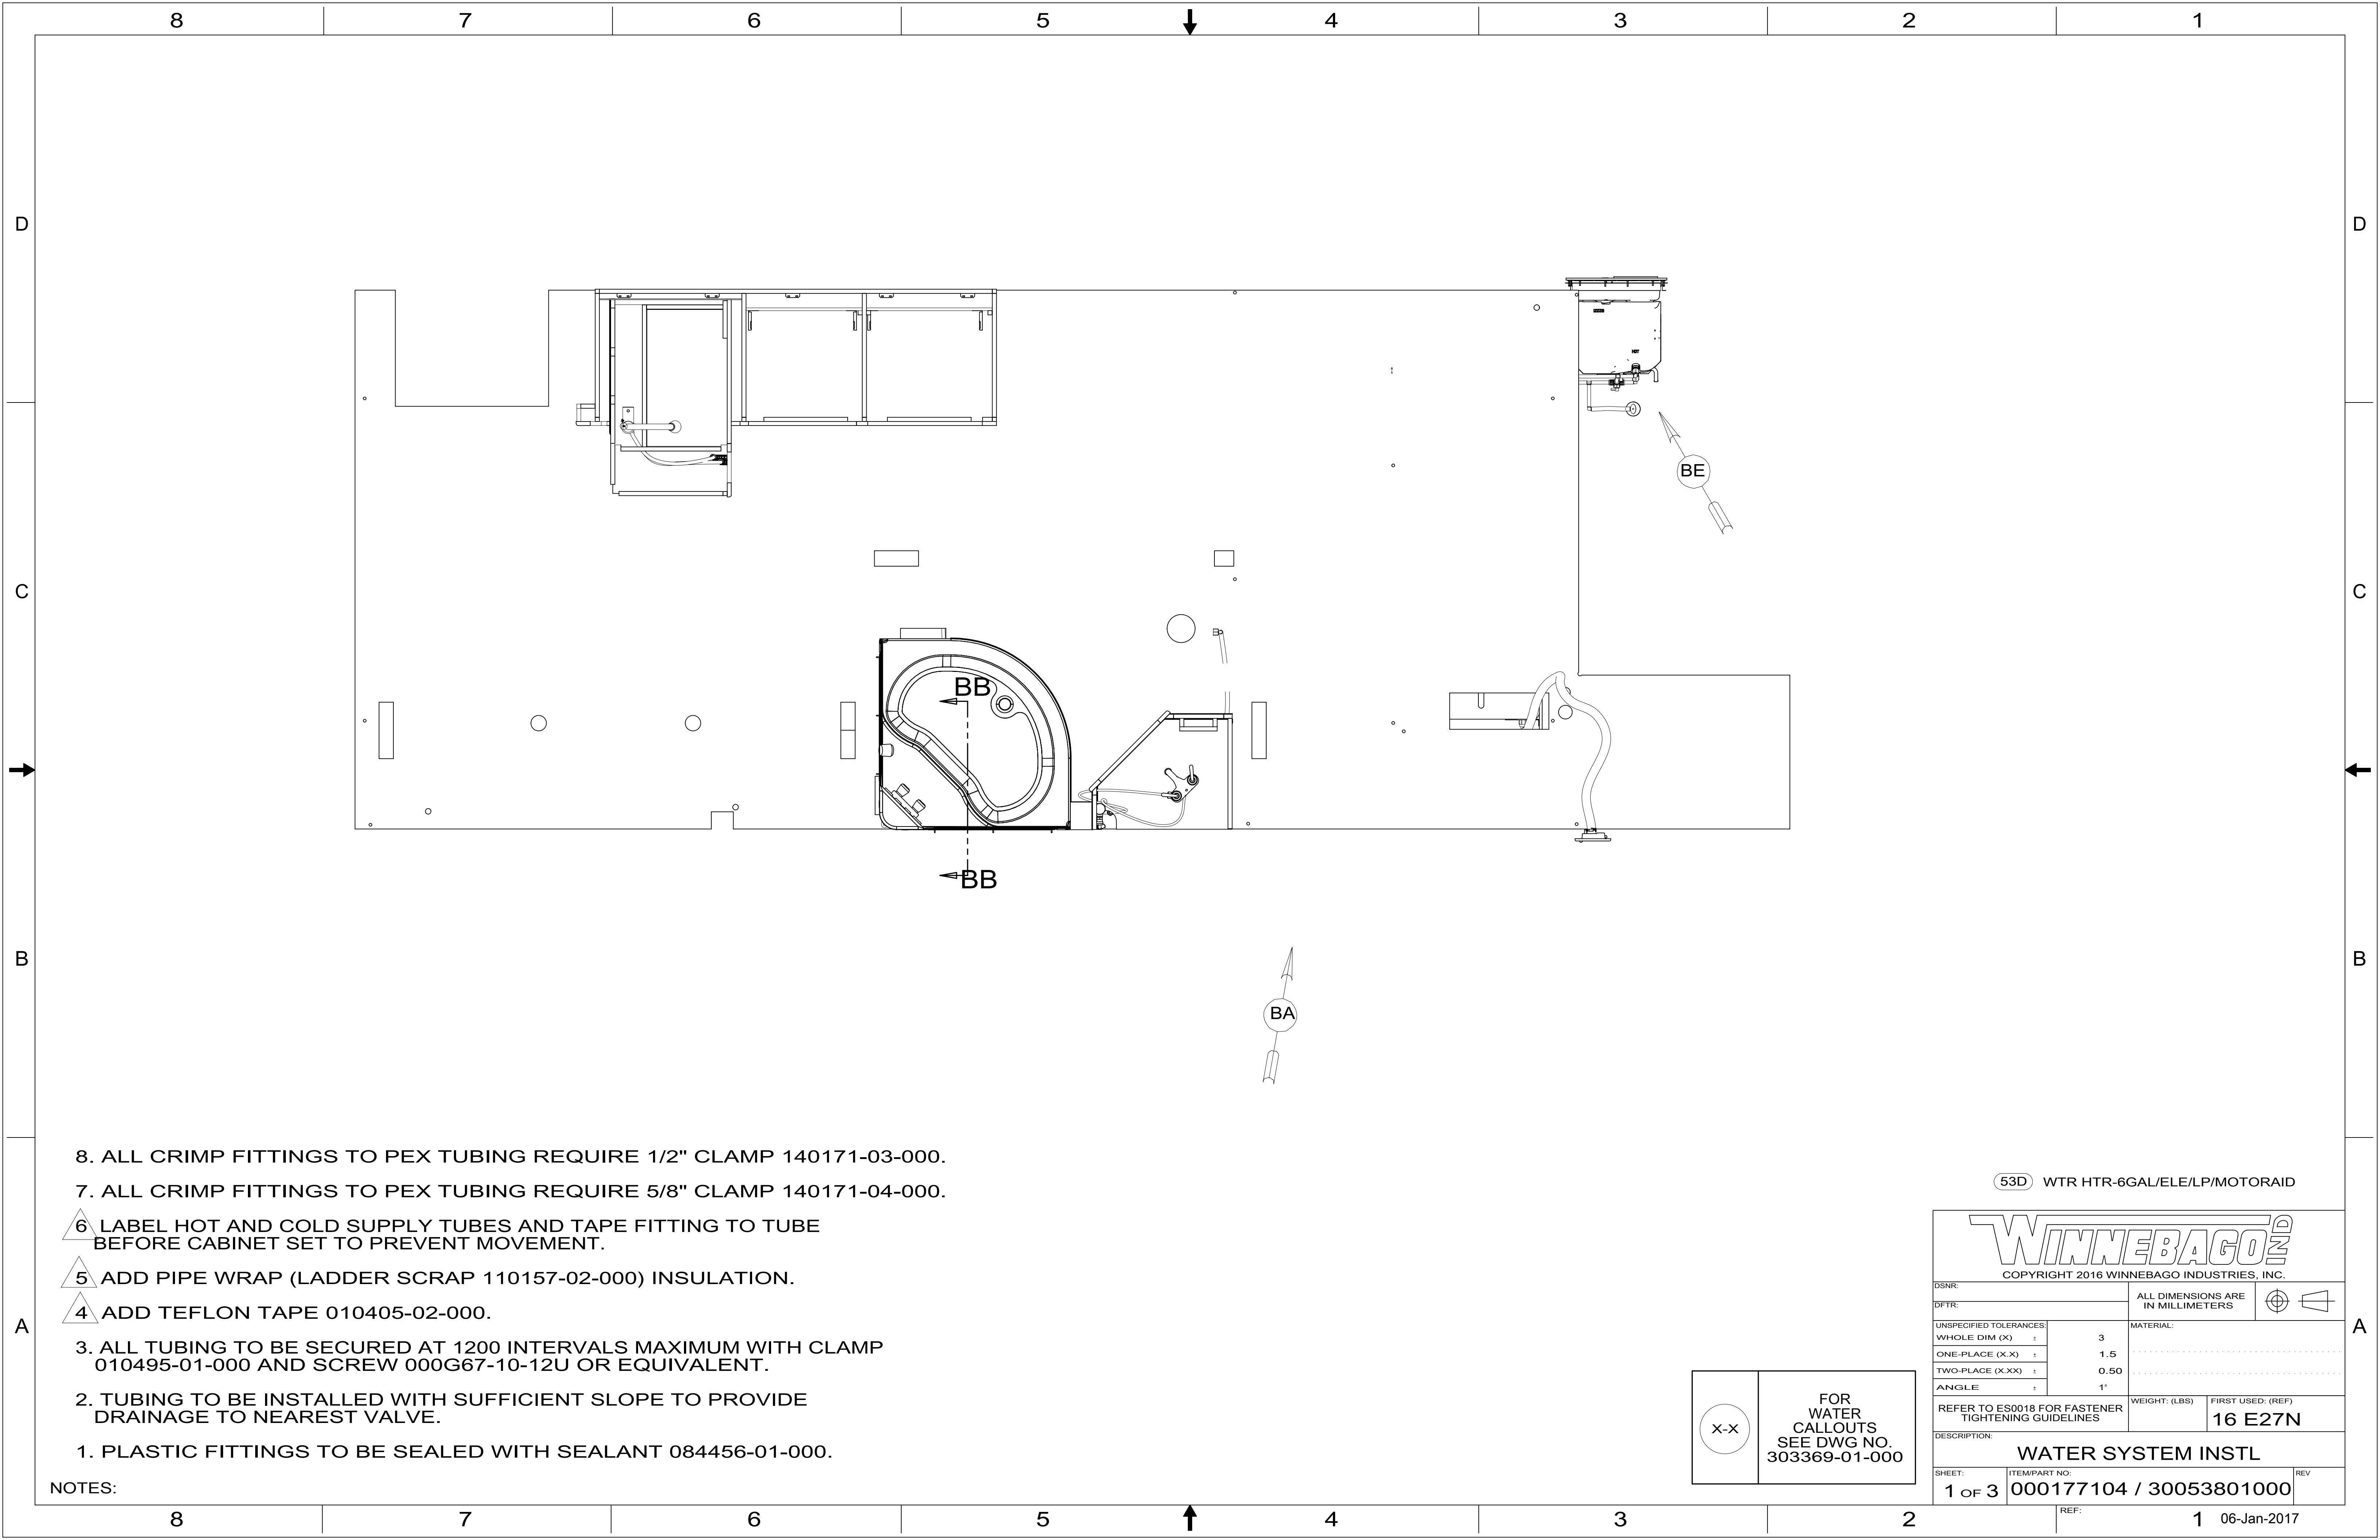 8 7 6 5 4 3 2 1
D D
HOT
BE
C C
BB
BB
B B
BA
8. ALL CRIMP FITTINGS TO PEX TUBING REQUIRE 1/2" CLAMP 140171-03-000.
7. ALL CRIMP FITTINGS TO PEX TUBING REQUIRE 5/8" CLAMP 140171-04-000.
6 LABEL HOT AND COLD SUPPLY TUBES AND TAPE FITTING TO TUBE
BEFORE CABINET SET TO PREVENT MOVEMENT.
5 ADD PIPE WRAP (LADDER SCRAP 110157-02-000) INSULATION.
4 ADD TEFLON TAPE 010405-02-000.
3. ALL TUBING TO BE SECURED AT 1200 INTERVALS MAXIMUM WITH CLAMP
010495-01-000 AND SCREW 000G67-10-12U OR EQUIVALENT.
2. TUBING TO BE INSTALLED WITH SUFFICIENT SLOPE TO PROVIDE
DRAINAGE TO NEAREST VALVE.
1. PLASTIC FITTINGS TO BE SEALED WITH SEALANT 084456-01-000.
NOTES:
A A
X-X
FOR
WATER
CALLOUTS
SEE DWG NO.
303369-01-000
53D WTR HTR-6GAL/ELE/LP/MOTORAID
WINNEBAGO IND
COPYRIGHT 2016 WINNEBAGO INDUSTRIES, INC.
DSNR:
DFTR:
ALL DIMENSIONS ARE
IN MILLIMETERS
UNSPECIFIED TOLERANCES:
WHOLE DIM (X) ± 3
ONE-PLACE (X.X) ± 1.5
TWO-PLACE (X.XX) ± 0.50
ANGLE ± 1°
MATERIAL:
REFER TO ES0018 FOR FASTENER
TIGHTENING GUIDELINES
WEIGHT: (LBS)
FIRST USED: (REF)
16 E27N
DESCRIPTION:
WATER SYSTEM INSTL
SHEET:
1 OF 3
ITEM/PART NO:
000177104 / 30053801000
REV
REF:
8 7 6 5 4 3 2 1
06-Jan-2017